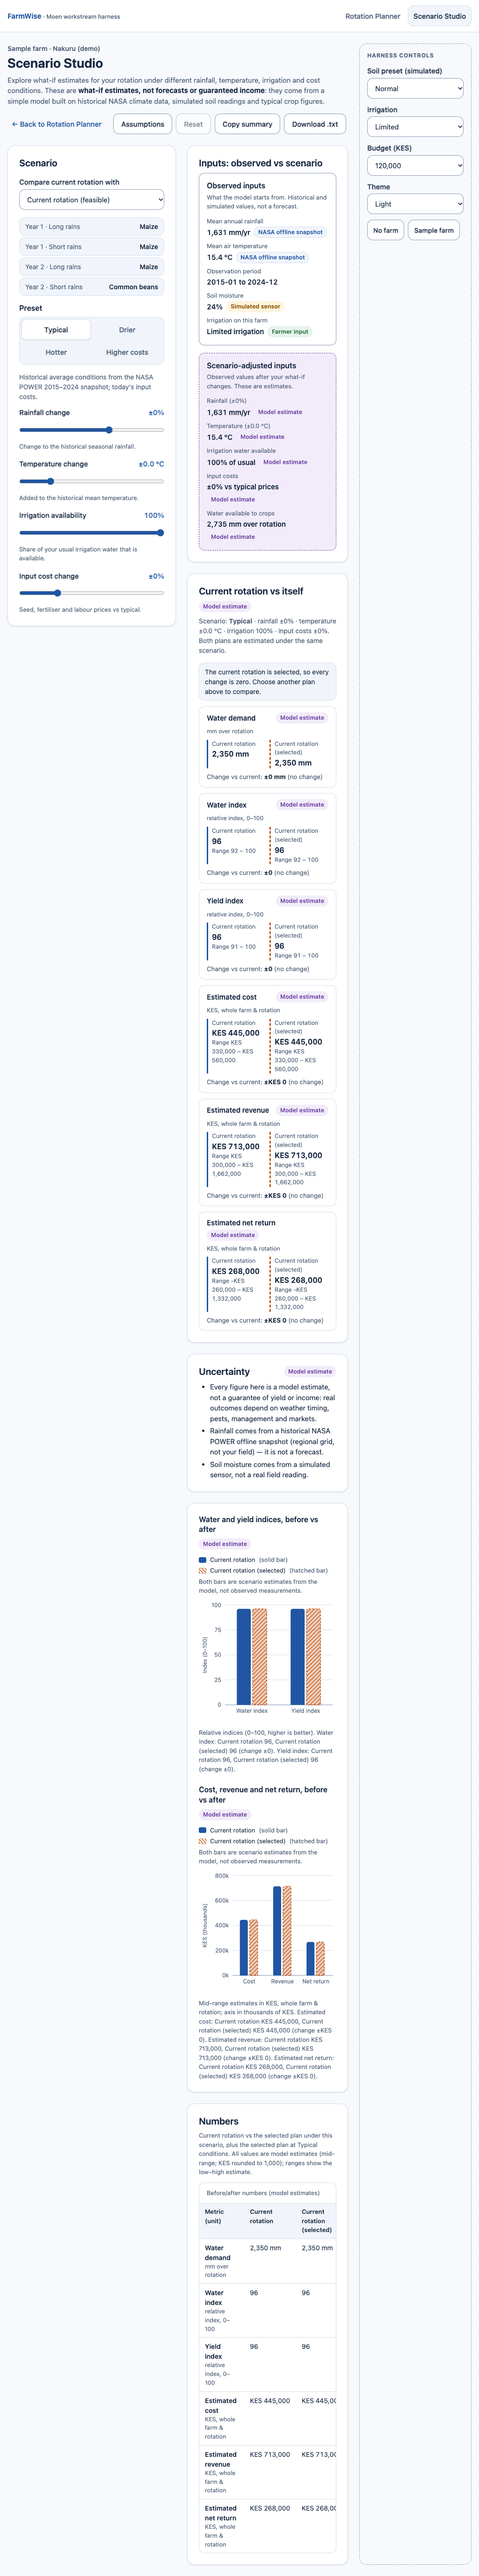 FarmWise · Moen workstream harness
Rotation Planner
Scenario Studio
Sample farm · Nakuru (demo)
Scenario Studio
Explore what-if estimates for your rotation under different rainfall, temperature, irrigation and cost
conditions. These are what-if estimates, not forecasts or guaranteed income: they come from a
simple model built on historical NASA climate data, simulated soil readings and typical crop figures.
← Back to Rotation Planner
Assumptions
Reset
Copy summary
Download .txt
Scenario
Compare current rotation with
Current rotation (feasible)
Year 1 · Long rains
Maize
Year 1 · Short rains
Maize
Year 2 · Long rains
Maize
Year 2 · Short rains
Common beans
Preset
Typical
Drier
Hotter
Higher costs
Historical average conditions from the NASA
POWER 2015–2024 snapshot; today's input
costs.
Rainfall change
±0%
Change to the historical seasonal rainfall.
Temperature change
±0.0 °C
Added to the historical mean temperature.
Irrigation availability
100%
Share of your usual irrigation water that is
available.
Input cost change
±0%
Seed, fertiliser and labour prices vs typical.
Inputs: observed vs scenario
Observed inputs
What the model starts from. Historical and
simulated values, not a forecast.
Mean annual rainfall
1,631 mm/yr NASA offline snapshot
Mean air temperature
15.4 °C NASA offline snapshot
Observation period
2015-01 to 2024-12
Soil moisture
24% Simulated sensor
Irrigation on this farm
Limited irrigation Farmer input
Scenario-adjusted inputs
Observed values after your what-if
changes. These are estimates.
Rainfall (±0%)
1,631 mm/yr Model estimate
Temperature (±0.0 °C)
15.4 °C Model estimate
Irrigation water available
100% of usual Model estimate
Input costs
±0% vs typical prices
Model estimate
Water available to crops
2,735 mm over rotation
Model estimate
Current rotation vs itself
Model estimate
Scenario: Typical · rainfall ±0% · temperature
±0.0 °C · irrigation 100% · input costs ±0%.
Both plans are estimated under the same
scenario.
The current rotation is selected, so every
change is zero. Choose another plan
above to compare.
Water demand
Model estimate
mm over rotation
Current rotation
2,350 mm
Current rotation
(selected)
2,350 mm
Change vs current: ±0 mm (no change)
Water index
Model estimate
relative index, 0–100
Current rotation
96
Range 92 – 100
Current rotation
(selected)
96
Range 92 – 100
Change vs current: ±0 (no change)
Yield index
Model estimate
relative index, 0–100
Current rotation
96
Range 91 – 100
Current rotation
(selected)
96
Range 91 – 100
Change vs current: ±0 (no change)
Estimated cost
Model estimate
KES, whole farm & rotation
Current rotation
KES 445,000
Range KES
330,000 – KES
560,000
Current rotation
(selected)
KES 445,000
Range KES
330,000 – KES
560,000
Change vs current: ±KES 0 (no change)
Estimated revenue
Model estimate
KES, whole farm & rotation
Current rotation
KES 713,000
Range KES
300,000 – KES
1,662,000
Current rotation
(selected)
KES 713,000
Range KES
300,000 – KES
1,662,000
Change vs current: ±KES 0 (no change)
Estimated net return
Model estimate
KES, whole farm & rotation
Current rotation
KES 268,000
Range -KES
260,000 – KES
1,332,000
Current rotation
(selected)
KES 268,000
Range -KES
260,000 – KES
1,332,000
Change vs current: ±KES 0 (no change)
Uncertainty
Model estimate
• Every figure here is a model estimate,
not a guarantee of yield or income: real
outcomes depend on weather timing,
pests, management and markets.
• Rainfall comes from a historical NASA
POWER offline snapshot (regional grid,
not your field) — it is not a forecast.
• Soil moisture comes from a simulated
sensor, not a real field reading.
Water and yield indices, before vs
after
Model estimate
Current rotation (solid bar)
Current rotation (selected) (hatched bar)
Both bars are scenario estimates from the
model, not observed measurements.
100
75
50
25
0
Index (0–100)
Water index
Yield index
Relative indices (0–100, higher is better). Water
index: Current rotation 96, Current rotation
(selected) 96 (change ±0). Yield index: Current
rotation 96, Current rotation (selected) 96
(change ±0).
Cost, revenue and net return, before
vs after
Model estimate
Current rotation (solid bar)
Current rotation (selected) (hatched bar)
Both bars are scenario estimates from the
model, not observed measurements.
800k
600k
400k
200k
0k
KES (thousands)
Cost
Revenue
Net return
Mid-range estimates in KES, whole farm &
rotation; axis in thousands of KES. Estimated
cost: Current rotation KES 445,000, Current
rotation (selected) KES 445,000 (change ±KES
0). Estimated revenue: Current rotation KES
713,000, Current rotation (selected) KES
713,000 (change ±KES 0). Estimated net return:
Current rotation KES 268,000, Current rotation
(selected) KES 268,000 (change ±KES 0).
Numbers
Current rotation vs the selected plan under this
scenario, plus the selected plan at Typical
conditions. All values are model estimates (mid-
range; KES rounded to 1,000); ranges show the
low–high estimate.
Before/after numbers (model estimates)
Metric
(unit)
Current
rotation
Current
rotation
(selected)
Water
demand
mm over
rotation
2,350 mm
2,350 mm
Water
index
relative
index, 0–
100
96
96
Yield
index
relative
index, 0–
100
96
96
Estimated
cost
KES, whole
farm &
rotation
KES 445,000
KES 445,00
Estimated
revenue
KES, whole
farm &
rotation
KES 713,000
KES 713,00
Estimated
net return
KES, whole
farm &
rotation
KES 268,000
KES 268,00
HARNESS CONTROLS
Soil preset (simulated)
Normal
Irrigation
Limited
Budget (KES)
120,000
Theme
Light
No farm
Sample farm